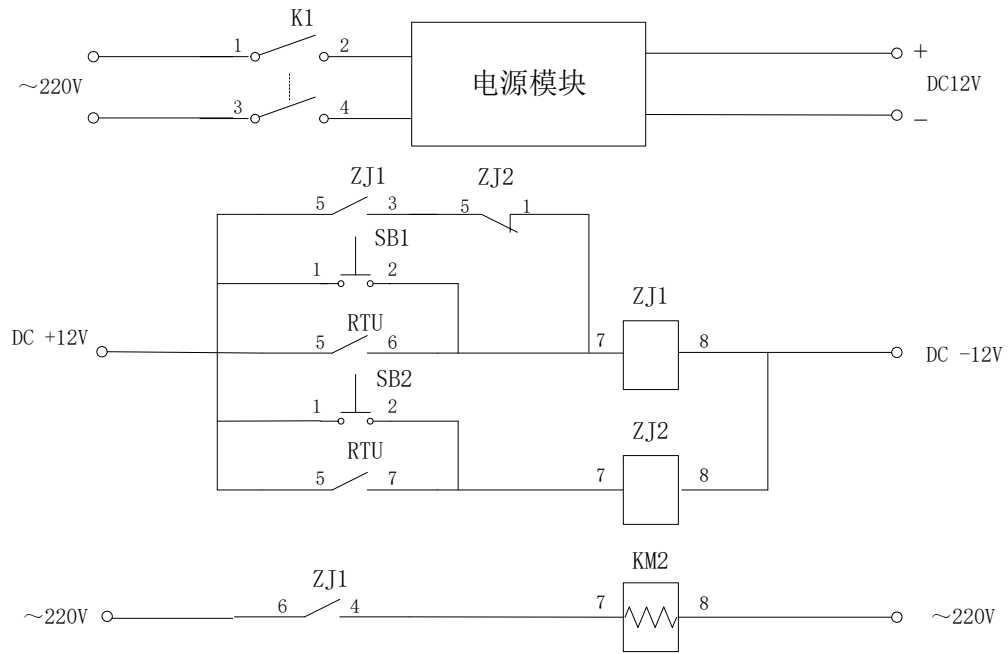 K1
1 2
～220V
电源模块
+
DC12V
3 4
−
ZJ1 ZJ2
5 3 5 1
SB1
1 2
ZJ1
RTU
DC +12V
5 6 7 8
DC -12V
SB2
1 2
ZJ2
RTU
5 7 7 8
KM2
ZJ1
～220V
6 4 7 8
～220V